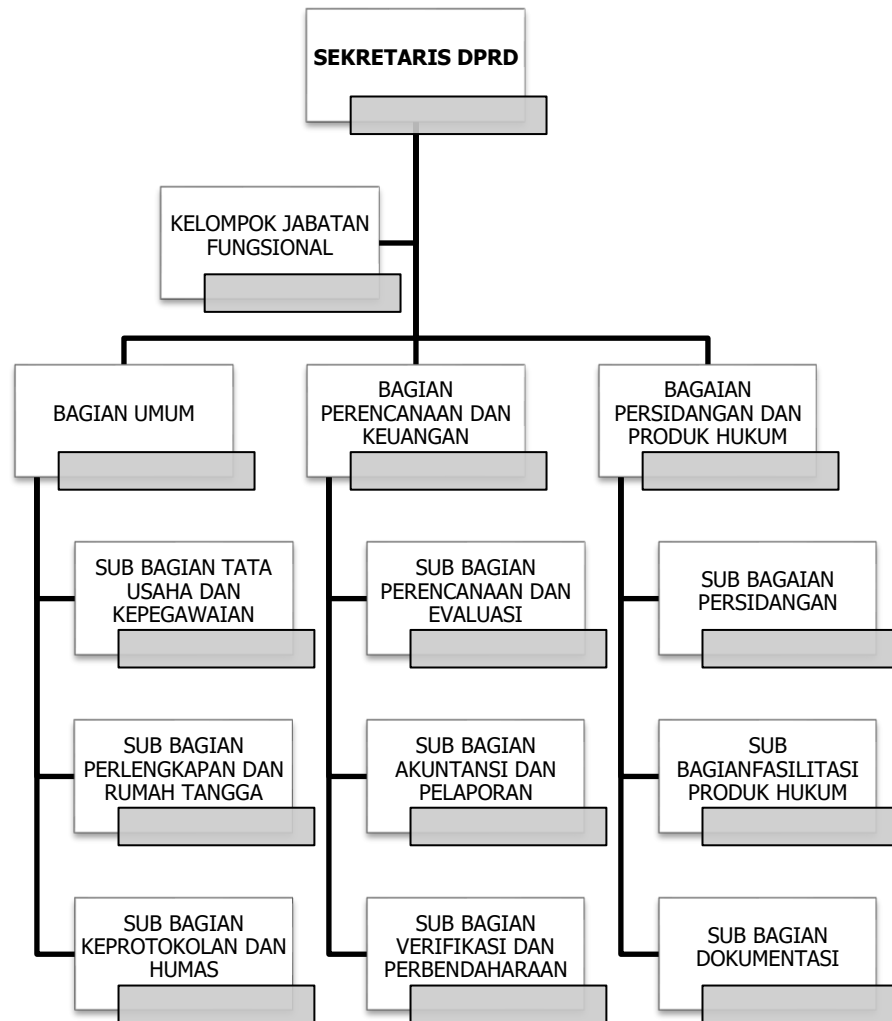 SEKRETARIS DPRD
KELOMPOK JABATAN
FUNGSIONAL
BAGIAN UMUM
BAGIAN
PERENCANAAN DAN
KEUANGAN
BAGAIAN
PERSIDANGAN DAN
PRODUK HUKUM
SUB BAGIAN TATA
USAHA DAN
KEPEGAWAIAN
SUB BAGIAN
PERENCANAAN DAN
EVALUASI
SUB BAGAIAN
PERSIDANGAN
SUB BAGIAN
PERLENGKAPAN DAN
RUMAH TANGGA
SUB BAGIAN
AKUNTANSI DAN
PELAPORAN
SUB
BAGIANFASILITASI
PRODUK HUKUM
SUB BAGIAN
KEPROTOKOLAN DAN
HUMAS
SUB BAGIAN
VERIFIKASI DAN
PERBENDAHARAAN
SUB BAGIAN
DOKUMENTASI